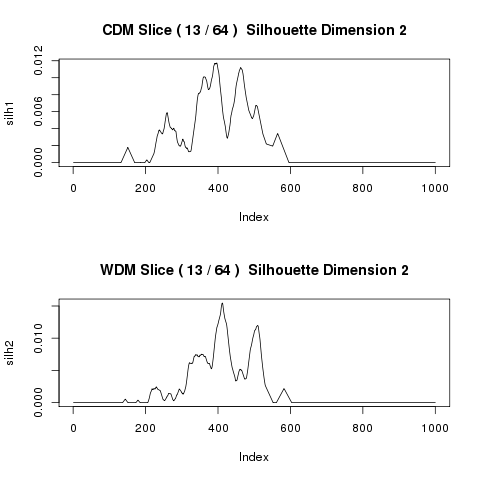 CDM Slice ( 13 / 64 )  Silhouette Dimension 2
silh1
0.012
0.006
0.000
0 200 400 600 800 1000
Index
WDM Slice ( 13 / 64 )  Silhouette Dimension 2
silh2
0.010
0.000
0 200 400 600 800 1000
Index